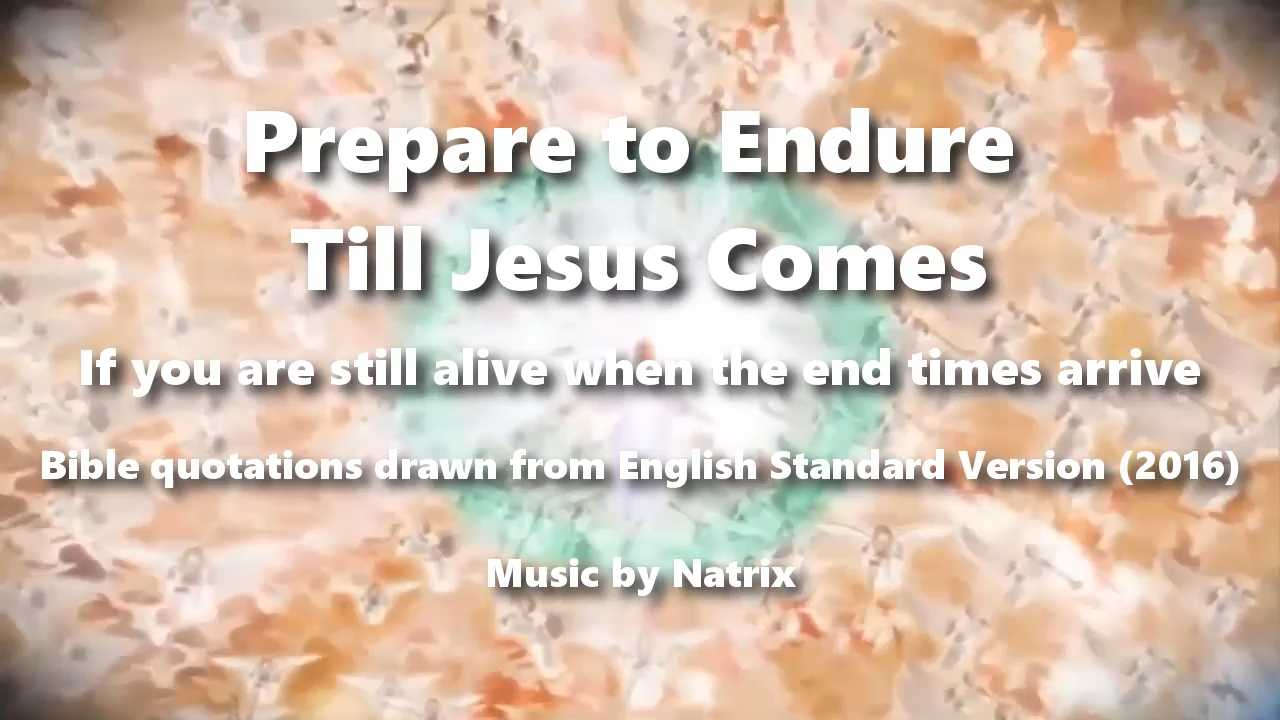 Prepare to Endure
Till Jesus Comes
If you are still alive when the end times arrive
Bible quotations drawn from English Standard Version (2016)
Music by Natrix